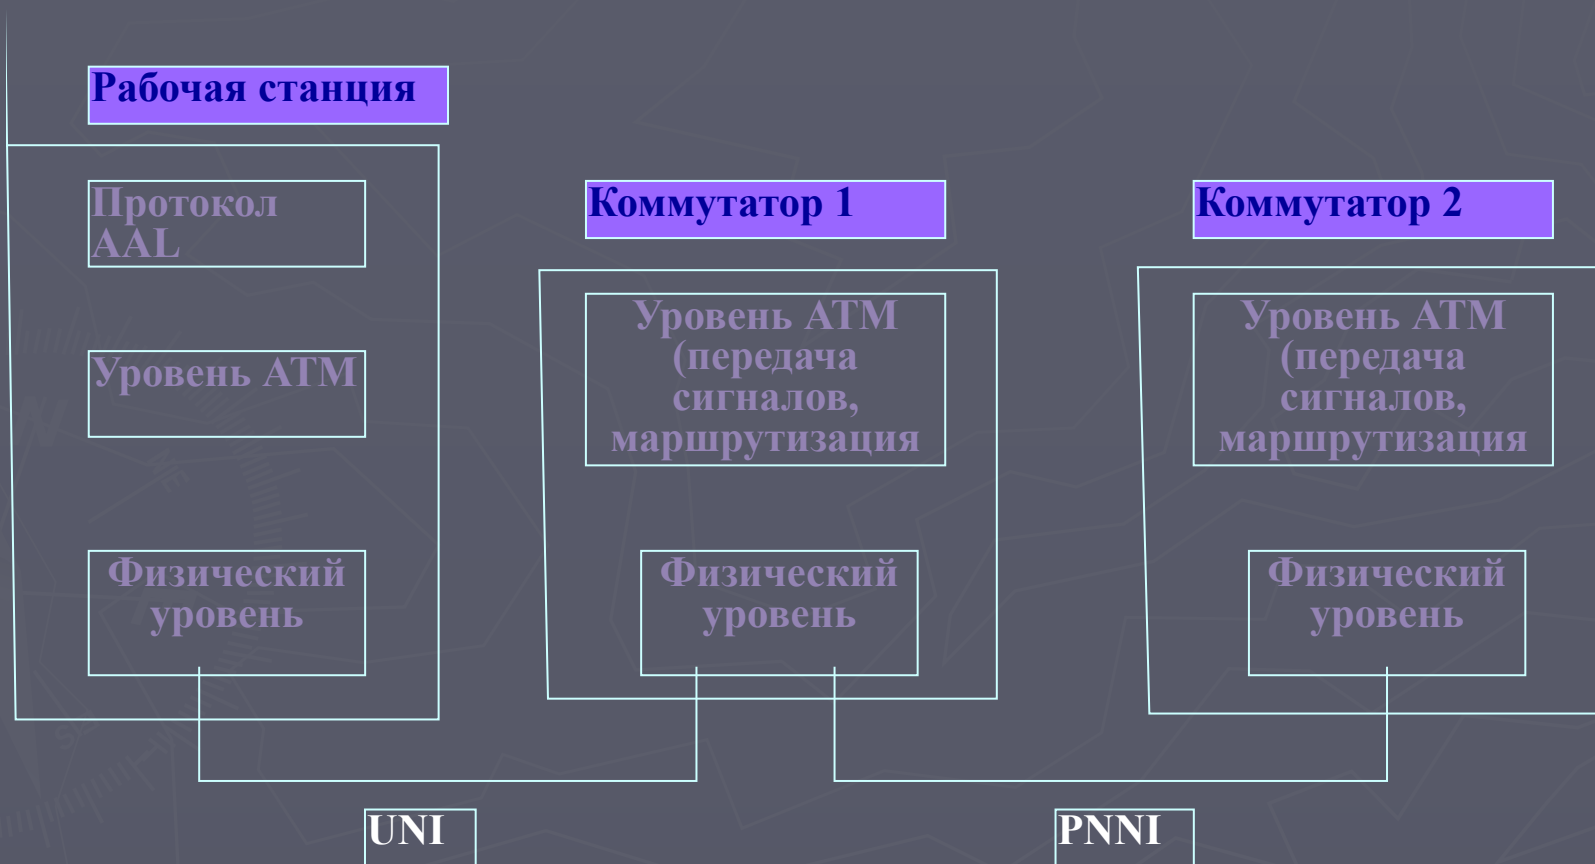 Рабочая станция
Протокол
AAL
Уровень АТМ
Физический
уровень
Коммутатор 1
Уровень АТМ
(передача
сигналов,
маршрутизация
Физический
уровень
Коммутатор 2
Уровень АТМ
(передача
сигналов,
маршрутизация
Физический
уровень
UNI
PNNI